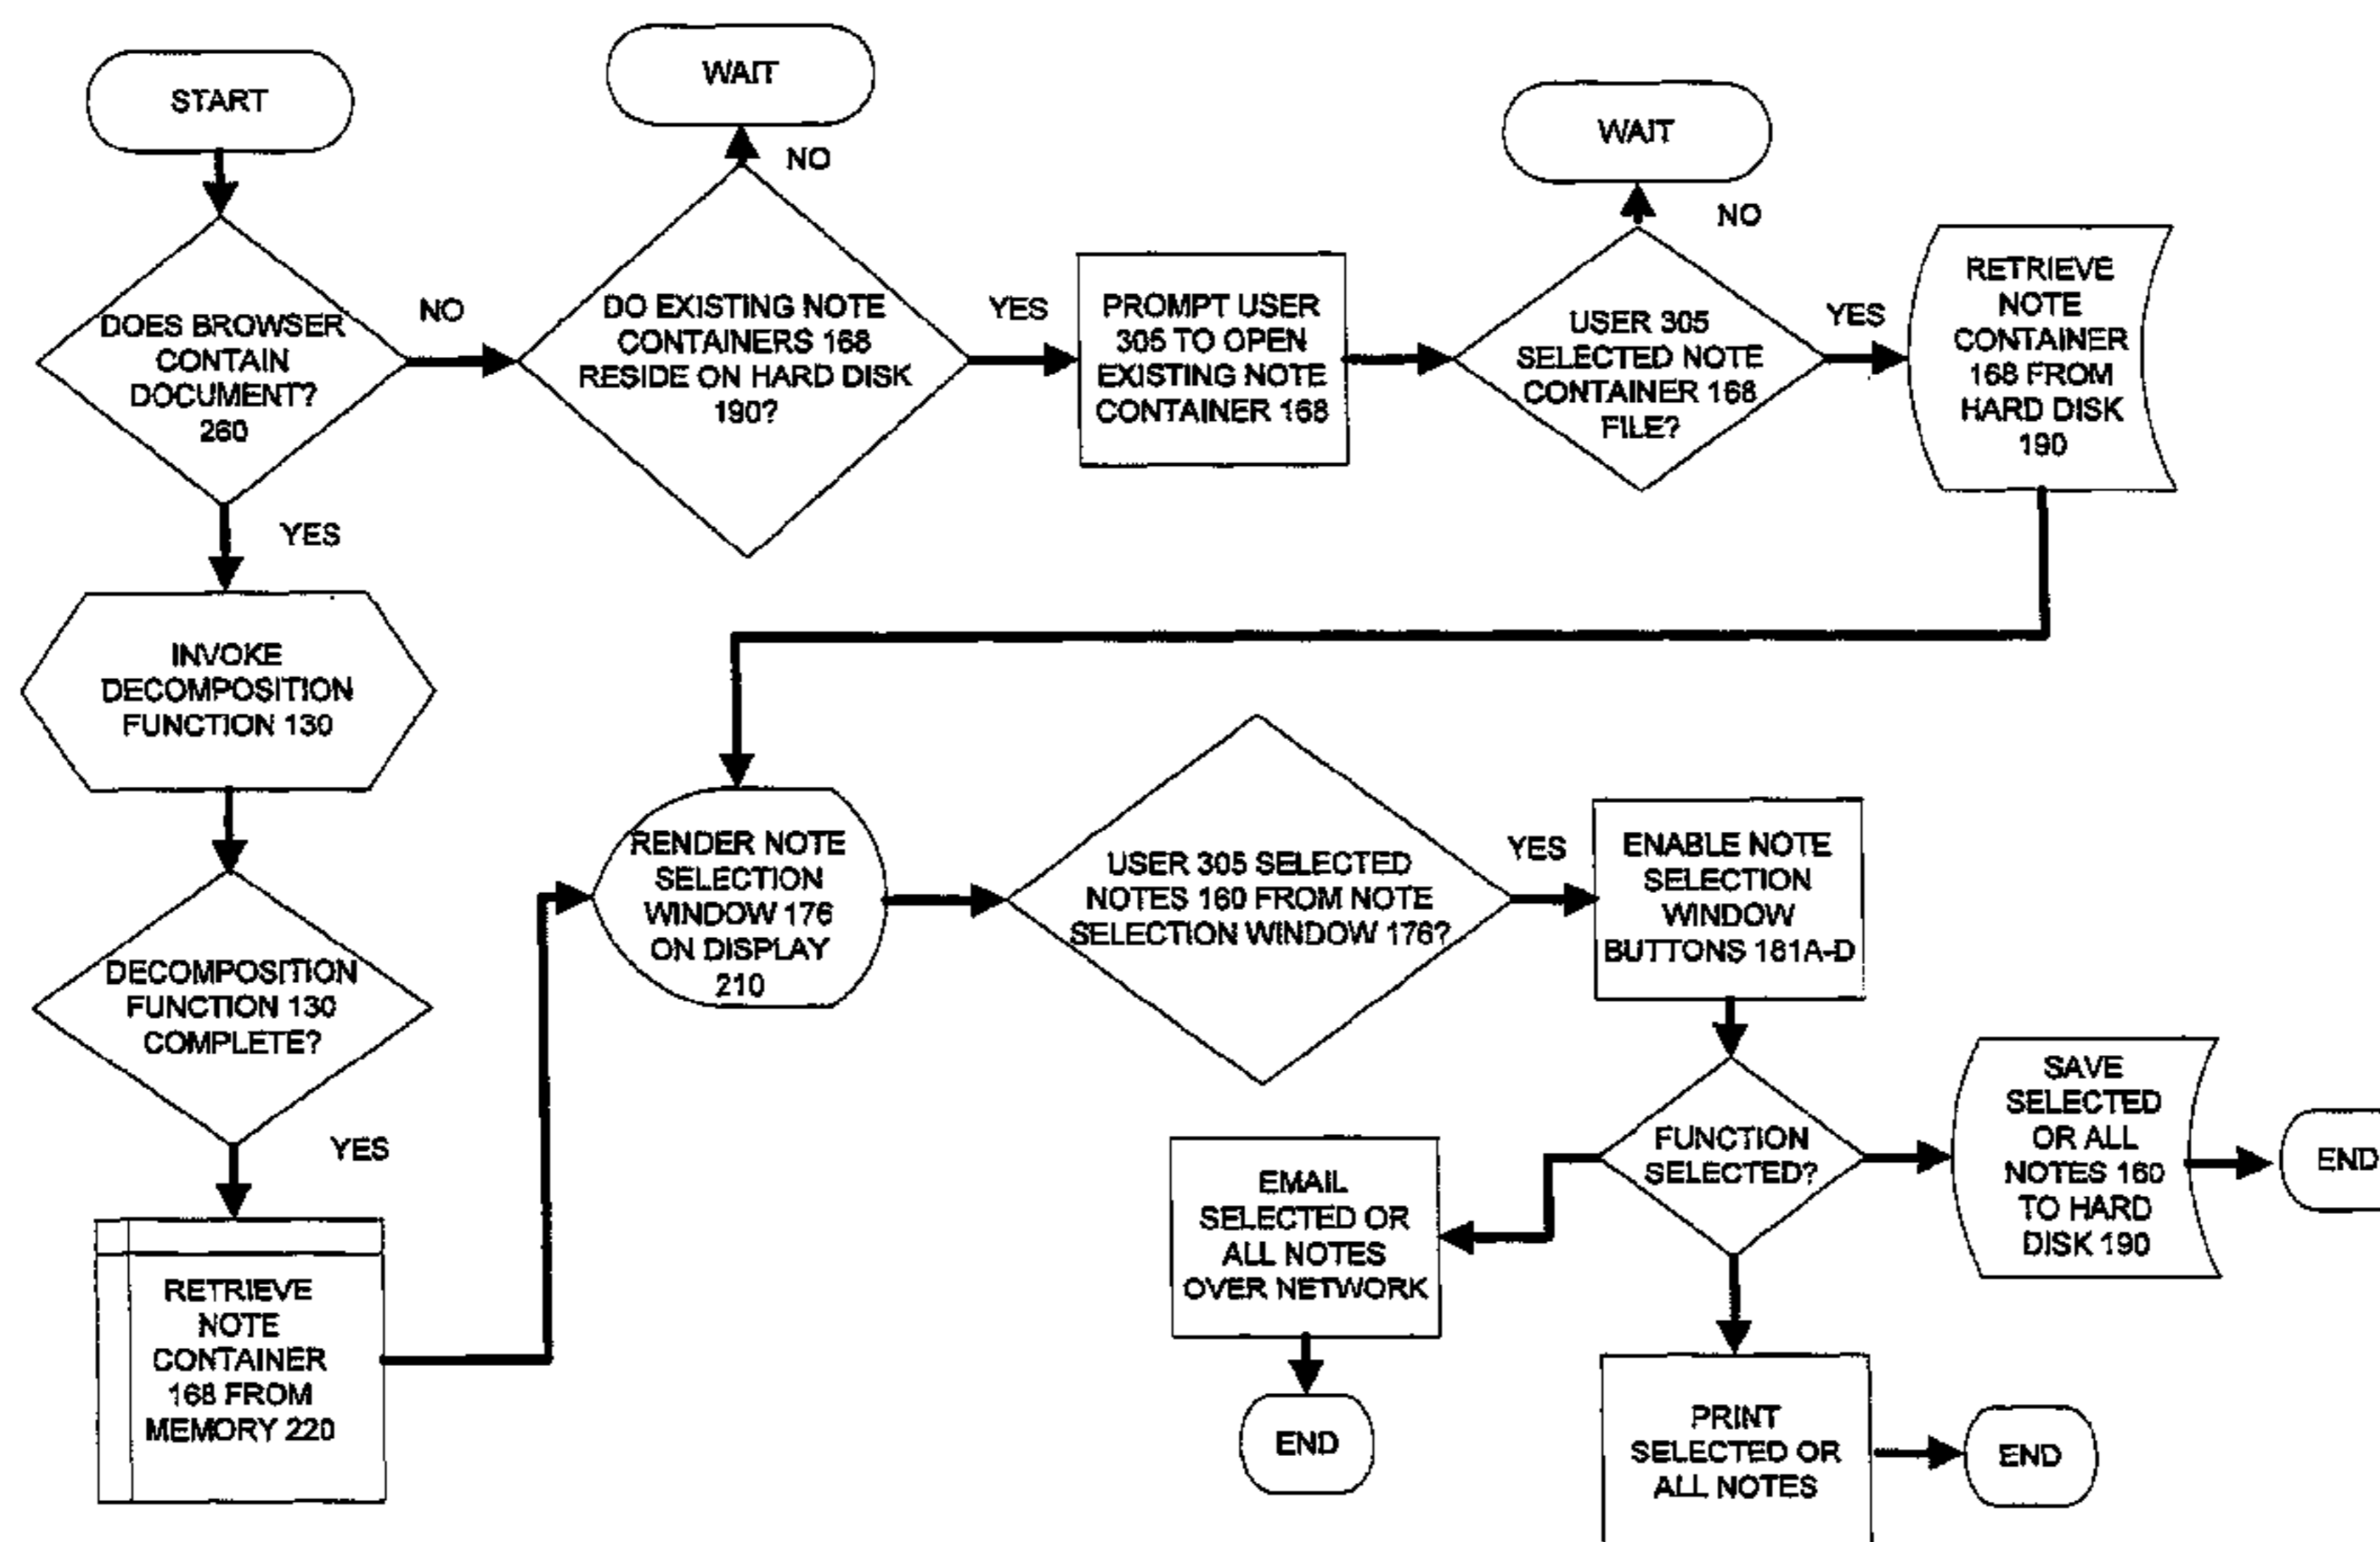 START
WAIT
NO
WAIT
NO
DOES BROWSER
CONTAIN
DOCUMENT?
260
NO
DO EXISTING NOTE
CONTAINERS 168
RESIDE ON HARD DISK
190?
YES
PROMPT USER
305 TO OPEN
EXISTING NOTE
CONTAINER 168
USER 305
SELECTED NOTE
CONTAINER 168
FILE?
YES
RETRIEVE
NOTE
CONTAINER
168 FROM
HARD DISK
190
YES
INVOKE
DECOMPOSITION
FUNCTION 130
DECOMPOSITION
FUNCTION 130
COMPLETE?
YES
RETRIEVE
NOTE
CONTAINER
168 FROM
MEMORY 220
RENDER NOTE
SELECTION
WINDOW 176
ON DISPLAY
210
USER 305 SELECTED
NOTES 160 FROM NOTE
SELECTION WINDOW 176?
YES
ENABLE NOTE
SELECTION
WINDOW
BUTTONS 181A-D
FUNCTION
SELECTED?
SAVE
SELECTED
OR ALL
NOTES 160
TO HARD
DISK 190
END
EMAIL
SELECTED OR
ALL NOTES
OVER NETWORK
END
PRINT
SELECTED OR
ALL NOTES
END